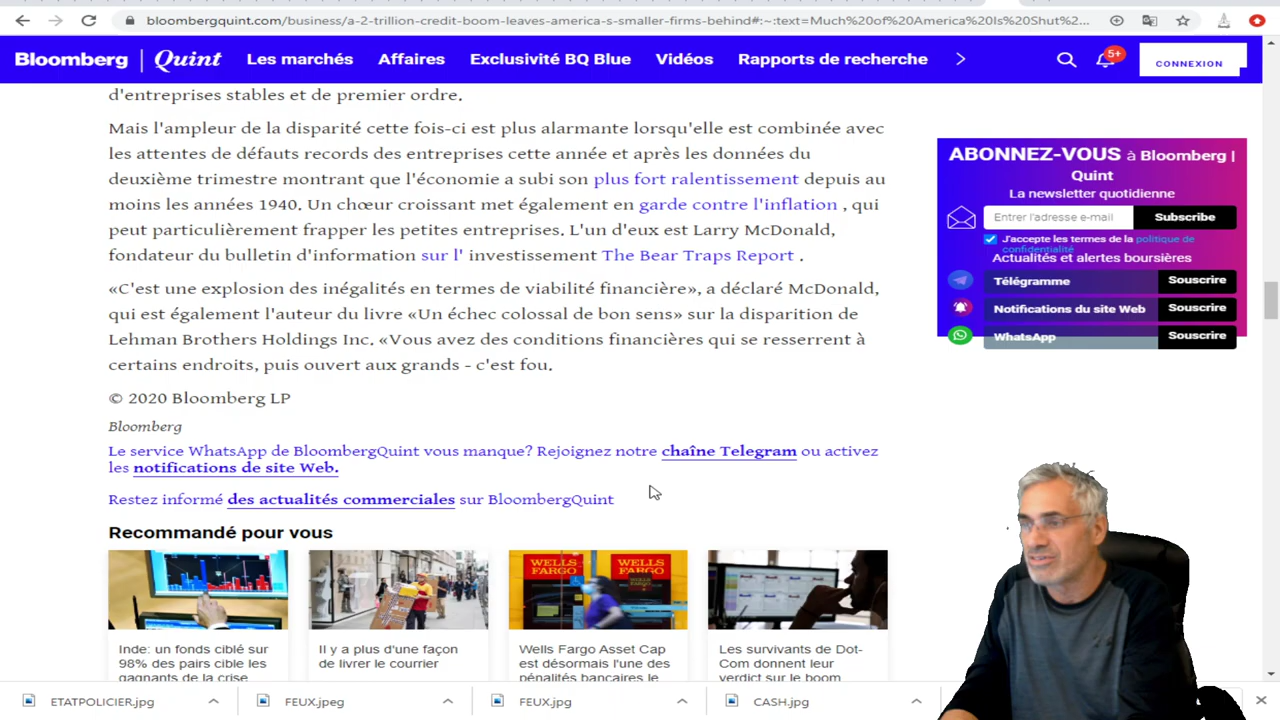 bloombergquint.com/business/a-2-trillion-credit-boom-leaves-america-s-smaller-firms-behind#:~:text=Much%20of%20America%20Is%20Shut%2...
Bloomberg | Quint Les marchés Affaires Exclusivité BQ Blue Vidéos Rapports de recherche 5+ CONNEXION
d'entreprises stables et de premier ordre.
Mais l'ampleur de la disparité cette fois-ci est plus alarmante lorsqu'elle est combinée avec
les attentes de défauts records des entreprises cette année et après les données du
deuxième trimestre montrant que l'économie a subi son plus fort ralentissement depuis au
moins les années 1940. Un chœur croissant met également en garde contre l'inflation , qui
peut particulièrement frapper les petites entreprises. L'un d'eux est Larry McDonald,
fondateur du bulletin d'information sur l' investissement The Bear Traps Report .
«C'est une explosion des inégalités en termes de viabilité financière», a déclaré McDonald,
qui est également l'auteur du livre «Un échec colossal de bon sens» sur la disparition de
Lehman Brothers Holdings Inc. «Vous avez des conditions financières qui se resserrent à
certains endroits, puis ouvert aux grands - c'est fou.
© 2020 Bloomberg LP
Bloomberg
Le service WhatsApp de BloombergQuint vous manque? Rejoignez notre chaîne Telegram ou activez
les notifications de site Web.
Restez informé des actualités commerciales sur BloombergQuint
Recommandé pour vous
WELLS FARGO
WELLS FARGO
Inde: un fonds ciblé sur
98% des pairs cible les
gagnants de la crise
Il y a plus d'une façon
de livrer le courrier
Wells Fargo Asset Cap
est désormais l'une des
pénalités bancaires le
Les survivants de Dot-
Com donnent leur
verdict sur le boom
ABONNEZ-VOUS à Bloomberg |
Quint
La newsletter quotidienne
Entrer l'adresse e-mail Subscribe
J'accepte les termes de la politique de
confidentialité
Actualités et alertes boursières
Télégramme Souscrire
Notifications du site Web Souscrire
WhatsApp Souscrire
ETATPOLICIER.jpg FEUX.jpeg FEUX.jpg CASH.jpg